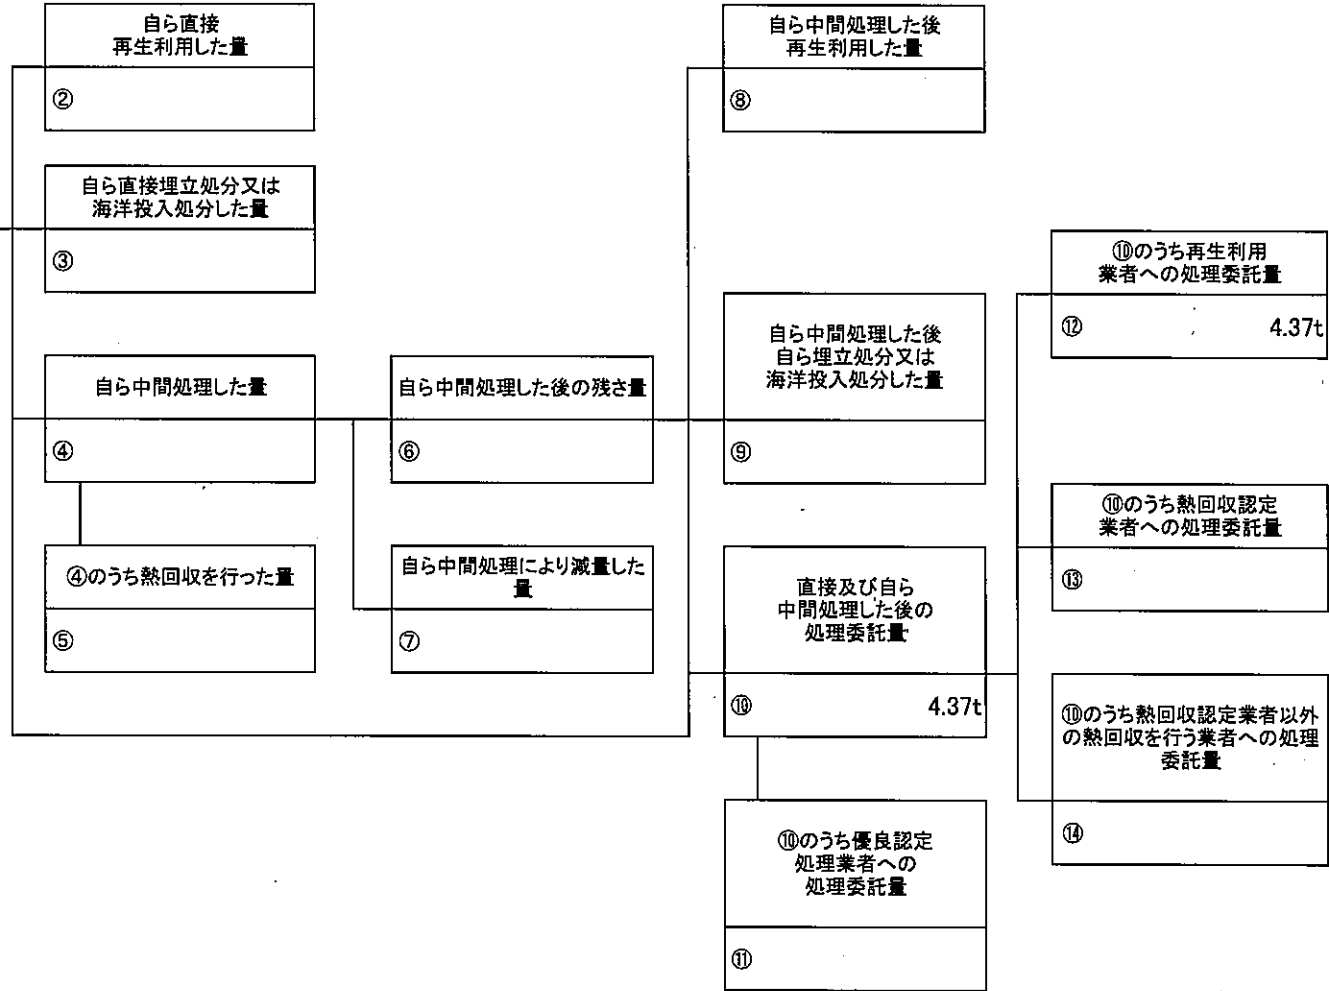 自ら直接
再生利用した量
②
自ら直接埋立処分又は
海洋投入処分した量
③
自ら中間処理した量
④
④のうち熱回収を行った量
⑤
自ら中間処理した後の残さ量
⑥
自ら中間処理により減量した
量
⑦
自ら中間処理した後
再生利用した量
⑧
自ら中間処理した後
自ら埋立処分又は
海洋投入処分した量
⑨
直接及び自ら
中間処理した後の
処理委託量
⑩ 4.37t
⑩のうち優良認定
処理業者への
処理委託量
⑪
⑩のうち再生利用
業者への処理委託量
⑫ 4.37t
⑩のうち熱回収認定
業者への処理委託量
⑬
⑩のうち熱回収認定業者以外
の熱回収を行う業者への処理
委託量
⑭